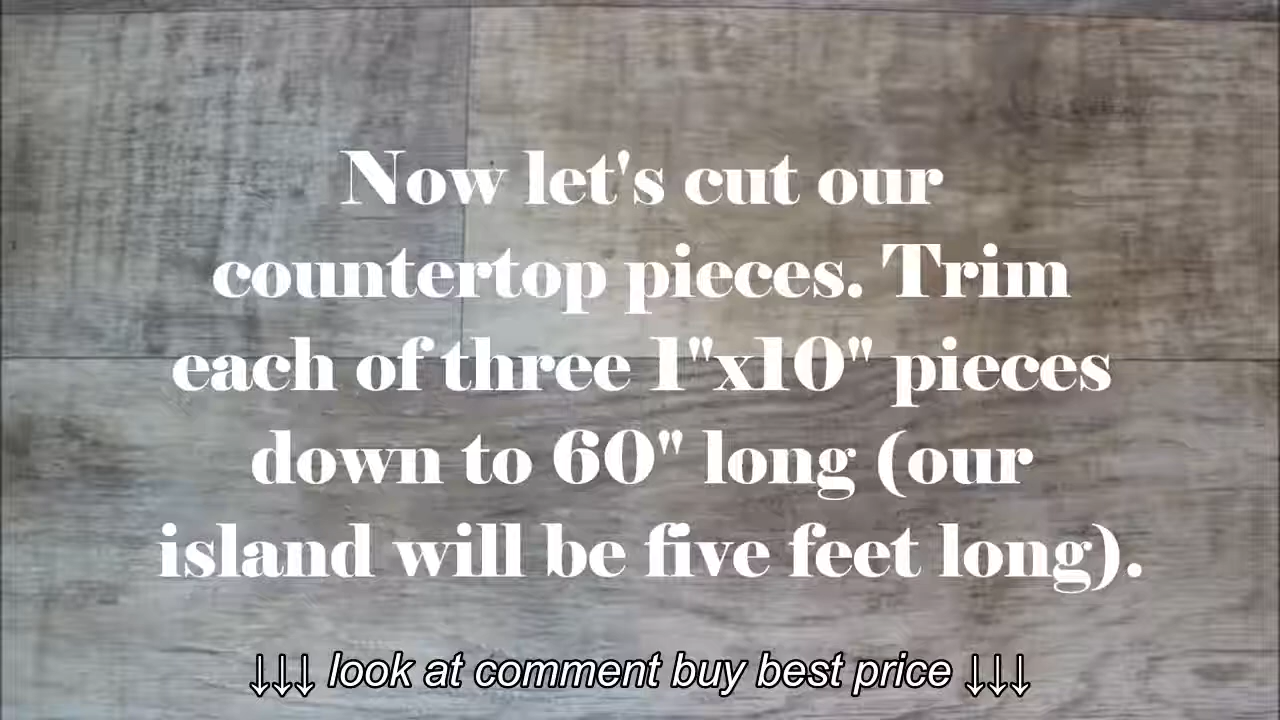 Now let's cut our
countertop pieces. Trim
each of three 1"x10" pieces
down to 60" long (our
island will be five feet long).
↓↓↓ look at comment buy best price ↓↓↓